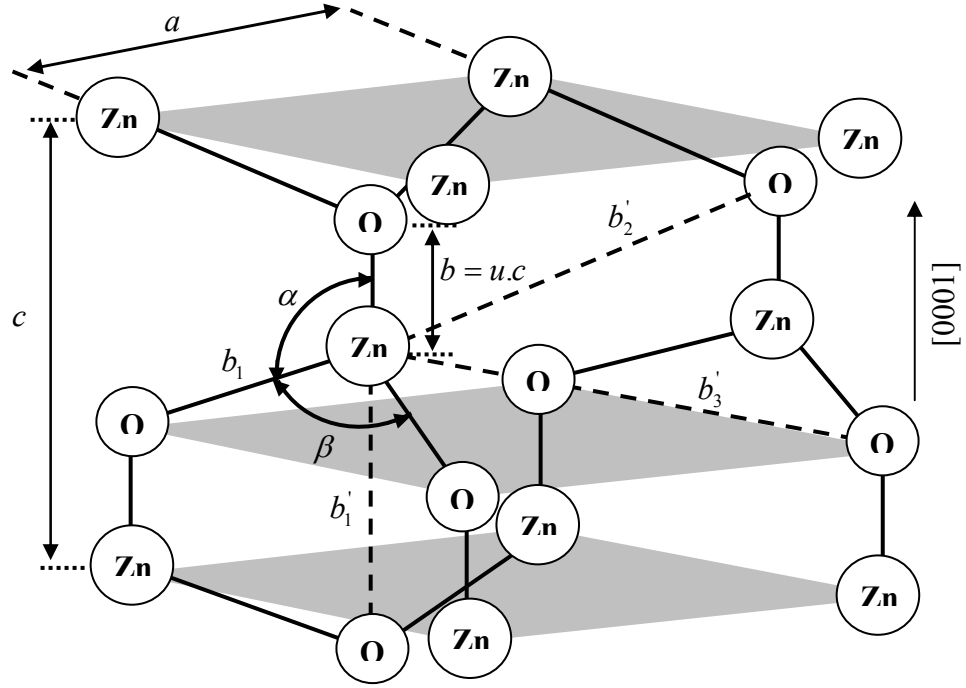 a
Zn
Zn
Zn
Zn
O
O
b'₂
b = u.c
[0001]
α
c
Zn
Zn
b₁
O
O
b'₃
O
β
O
b'₁
Zn
Zn
Zn
Zn
O